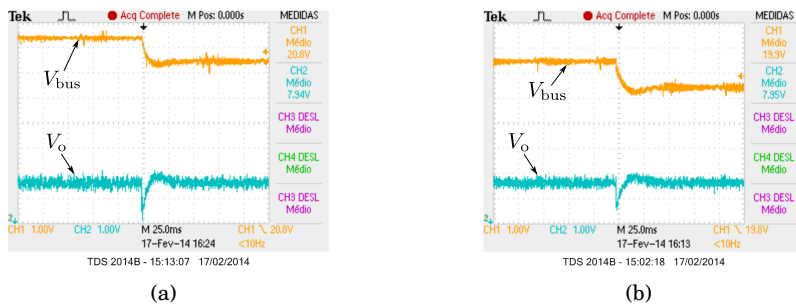 Tek Acq Complete M Pos: 0.000s MEDIDAS
CH1
Médio
20.8V
CH2
Médio
7.94V
CH3 DESL
Médio
CH4 DESL
Médio
CH3 DESL
Médio
Vbus
Vo
2
CH1 1.00V CH2 1.00V M 25.0ms CH1 20.8V
17-Fev-14 16:24 <10Hz
TDS 2014B - 15:13:07 17/02/2014
(a)
Tek Acq Complete M Pos: 0.000s MEDIDAS
CH1
Médio
19.9V
CH2
Médio
7.95V
CH3 DESL
Médio
CH4 DESL
Médio
CH3 DESL
Médio
Vbus
Vo
2
CH1 1.00V CH2 1.00V M 25.0ms CH1 19.8V
17-Fev-14 16:13 <10Hz
TDS 2014B - 15:02:18 17/02/2014
(b)